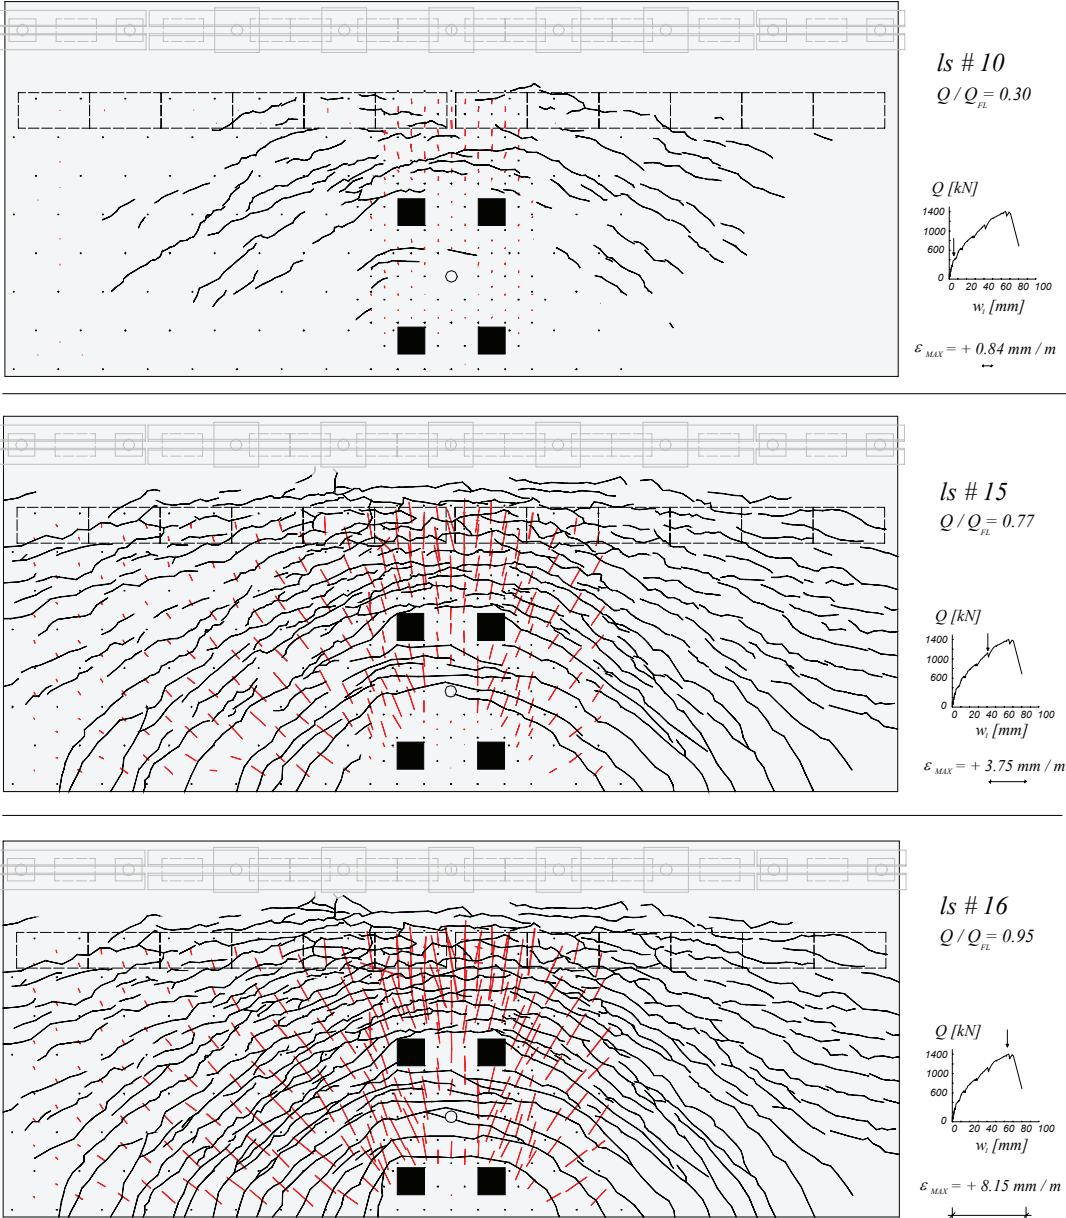 ls # 10
Q / Q_FL = 0.30
Q [kN]
1400
1000
600
0
0 20 40 60 80 100
w_1 [mm]
ε_MAX = + 0.84 mm / m
ls # 15
Q / Q_FL = 0.77
Q [kN]
1400
1000
600
0
0 20 40 60 80 100
w_1 [mm]
ε_MAX = + 3.75 mm / m
ls # 16
Q / Q_FL = 0.95
Q [kN]
1400
1000
600
0
0 20 40 60 80 100
w_1 [mm]
ε_MAX = + 8.15 mm / m